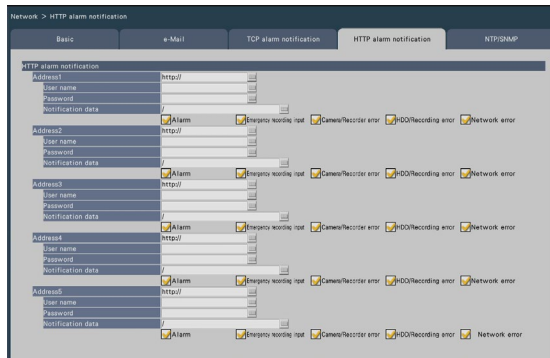 Network > HTTP alarm notification
Basic e-Mail TCP alarm notification HTTP alarm notification NTP/SNMP
HTTP alarm notification
Address1 http://
User name
Password
Notification data /
Alarm Emergency recording input Camera/Recorder error HDD/Recording error Network error
Address2 http://
User name
Password
Notification data /
Alarm Emergency recording input Camera/Recorder error HDD/Recording error Network error
Address3 http://
User name
Password
Notification data /
Alarm Emergency recording input Camera/Recorder error HDD/Recording error Network error
Address4 http://
User name
Password
Notification data /
Alarm Emergency recording input Camera/Recorder error HDD/Recording error Network error
Address5 http://
User name
Password
Notification data /
Alarm Emergency recording input Camera/Recorder error HDD/Recording error Network error